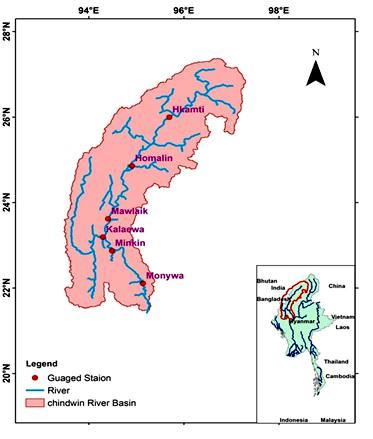 94°E 96°E 98°E
28°N
N
Hkamti
26°N
Homalin
24°N
Mawlaik
Kalaewa
Minkin
Monywa
22°N
Bhutan
India
China
Bangladesh
Myanmar
Vietnam
Laos
Thailand
Cambodia
Indonesia Malaysia
20°N
Legend
Guaged Staion
River
chindwin River Basin